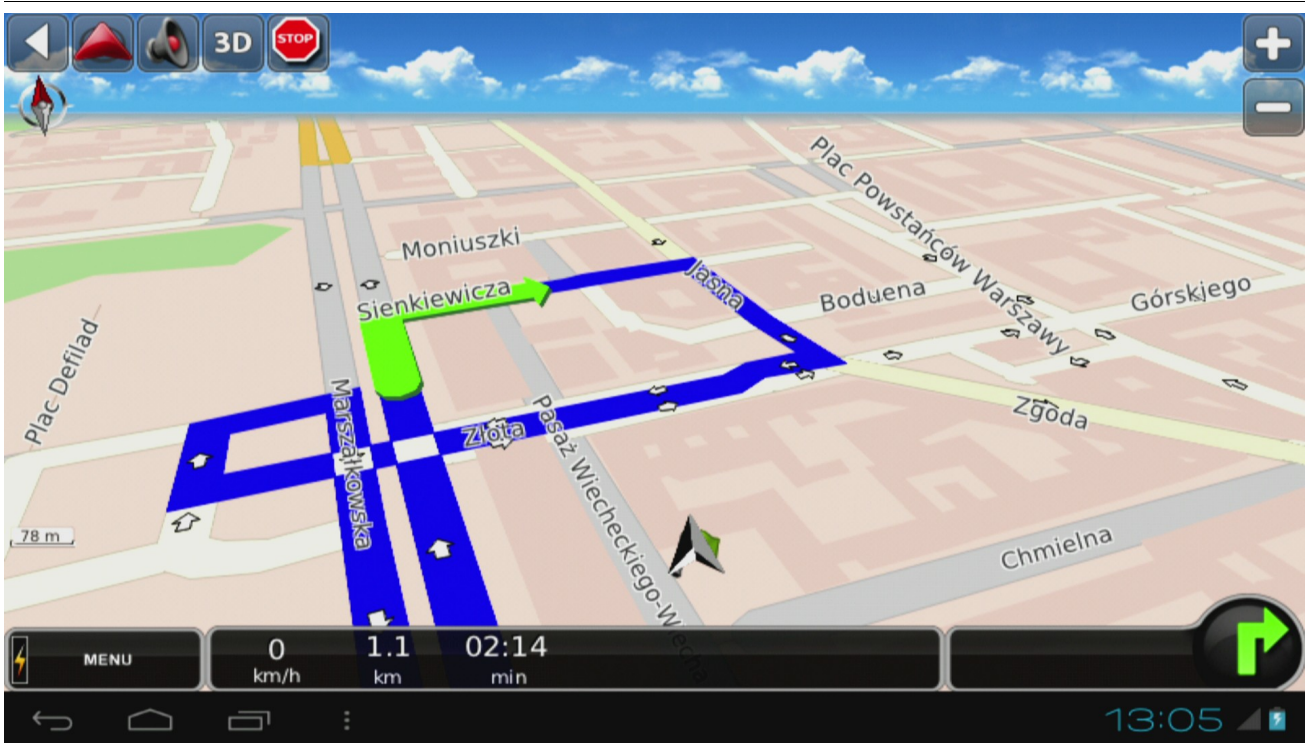 3D
STOP
Plac Powstańców Warszawy
Moniuszki
Jasna
Sienkiewicza
Boduena
Górskjego
Plac Defilad
Marszałkowska
Złota
Pasaż Wiecheckiego-Wiecha
Zgoda
78 m
Chmielna
MENU
0
km/h
1.1
km
02:14
min
13:05